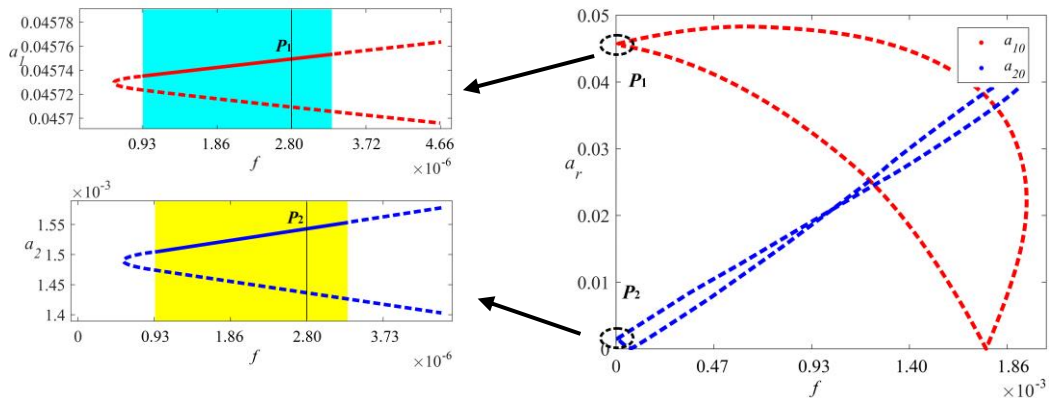 0.04578
0.04576
0.04574
0.04572
0.0457
a1
P1
0.93 1.86 2.80 3.72 4.66
f
×10-6
×10-3
1.55
1.5
1.45
1.4
a2
P2
0 0.93 1.86 2.80 3.73
f
×10-6
0.05
0.04
0.03
0.02
0.01
0
ar
P1
P2
a10
a20
0 0.47 0.93 1.40 1.86
f
×10-3